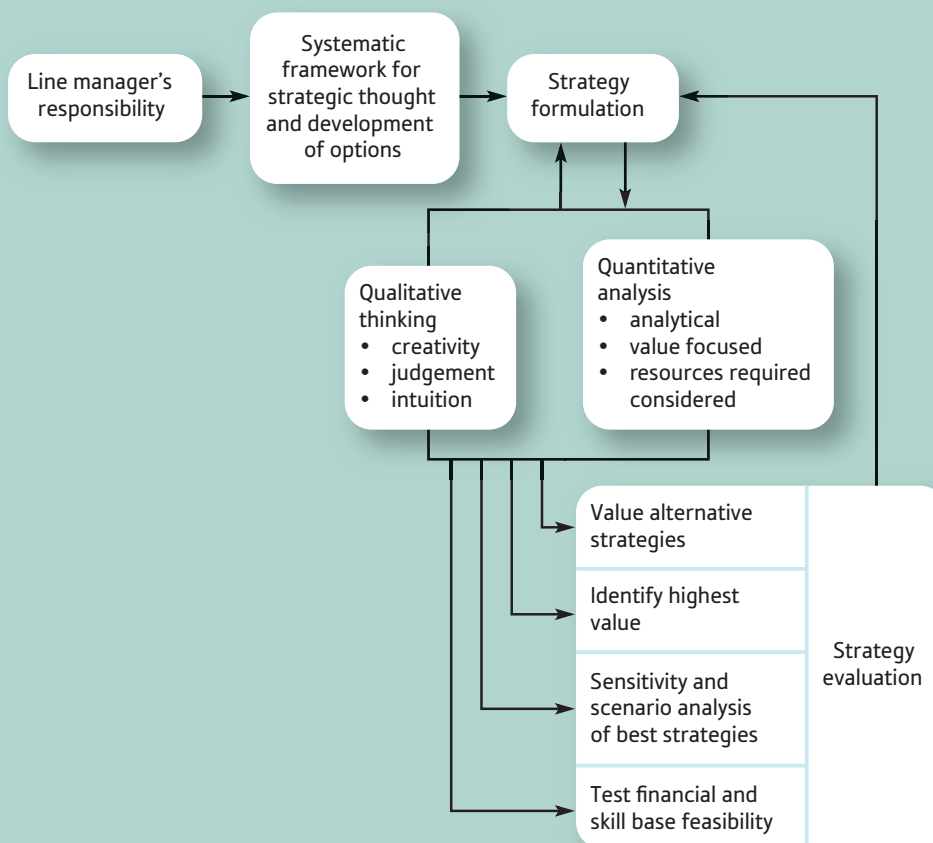 Line manager's
responsibility
Systematic
framework for
strategic thought
and development
of options
Strategy
formulation
Qualitative
thinking
• creativity
• judgement
• intuition
Quantitative
analysis
• analytical
• value focused
• resources required
considered
Value alternative
strategies
Identify highest
value
Sensitivity and
scenario analysis
of best strategies
Test financial and
skill base feasibility
Strategy
evaluation